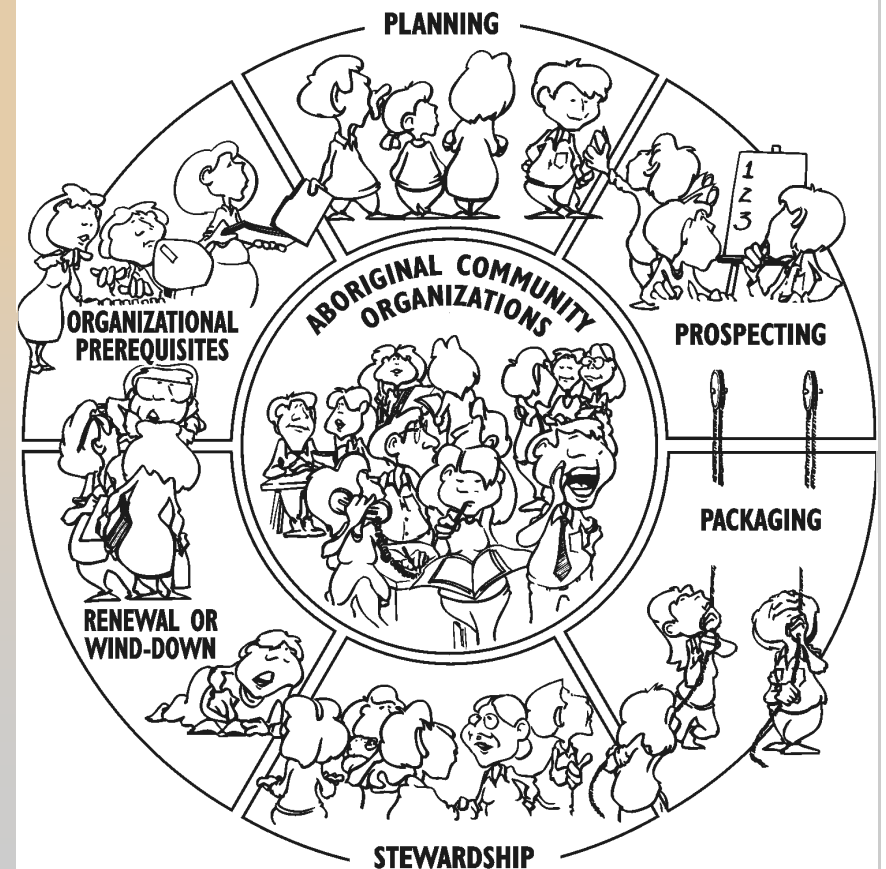 PLANNING
1
2
3
ABORIGINAL COMMUNITY
ORGANIZATIONS
ORGANIZATIONAL
PREREQUISITES
PROSPECTING
PACKAGING
RENEWAL OR
WIND-DOWN
STEWARDSHIP